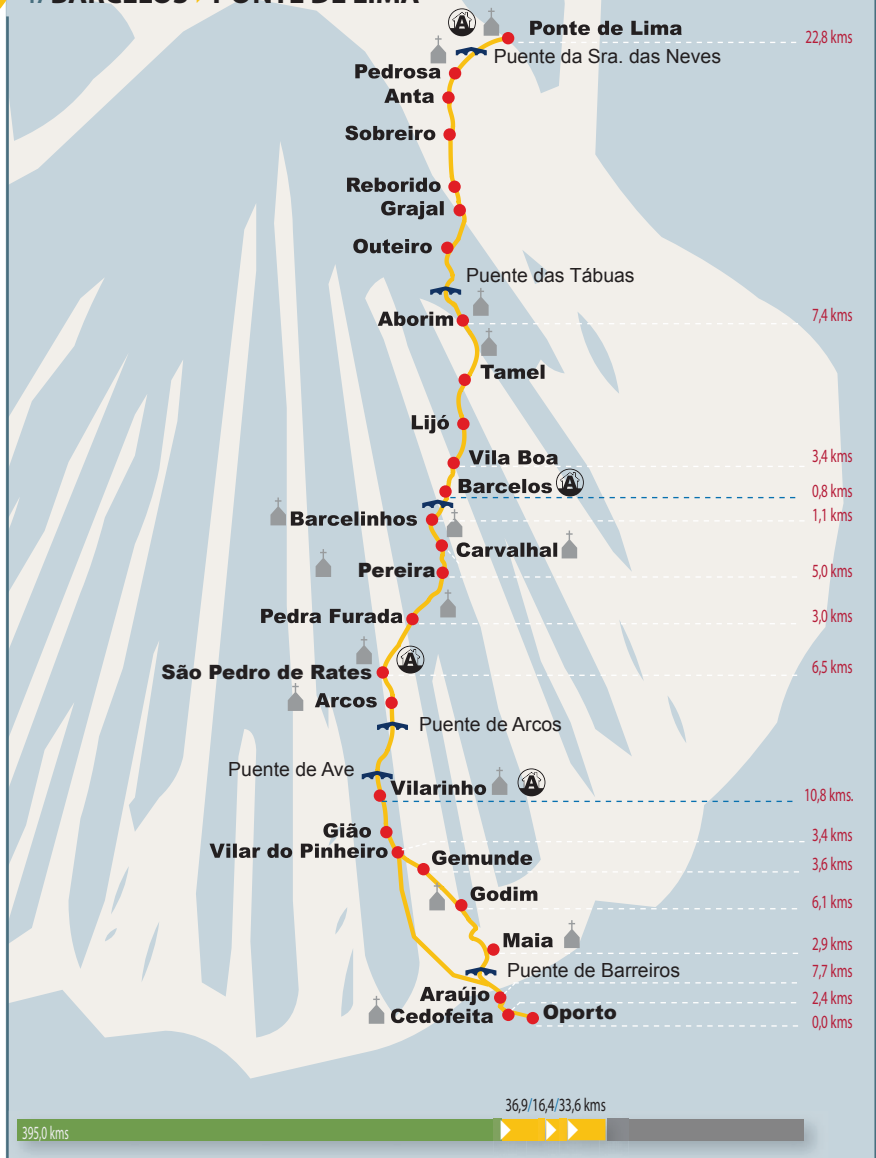 BARCELOS PONTE DE LIMA
A
Ponte de Lima
22,8 kms
Puente da Sra. das Neves
Pedrosa
Anta
Sobreiro
Reborido
Grajal
Outeiro
Puente das Tábuas
Aborim
7,4 kms
Tamel
Lijó
Vila Boa
3,4 kms
Barcelos A
0,8 kms
Barcelinhos
1,1 kms
Carvalhal
Pereira
5,0 kms
Pedra Furada
3,0 kms
A
São Pedro de Rates
6,5 kms
Arcos
Puente de Arcos
Puente de Ave
Vilarinho A
10,8 kms.
Gião
3,4 kms
Vilar do Pinheiro
Gemunde
3,6 kms
Godim
6,1 kms
Maia
2,9 kms
Puente de Barreiros
7,7 kms
Araújo
2,4 kms
Cedofeita
Oporto
0,0 kms
36,9/16,4/33,6 kms
395,0 kms